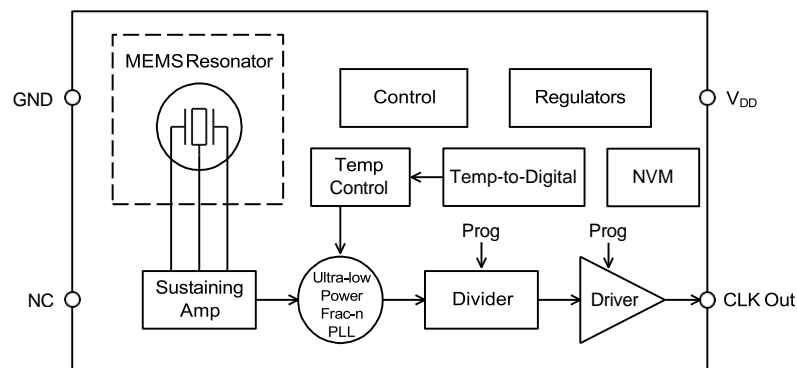 MEMS Resonator
GND
Control
Regulators
VDD
Temp
Control
Temp-to-Digital
NVM
Prog
Prog
NC
Sustaining
Amp
Ultra-low
Power
Frac-n
PLL
Divider
Driver
CLK Out